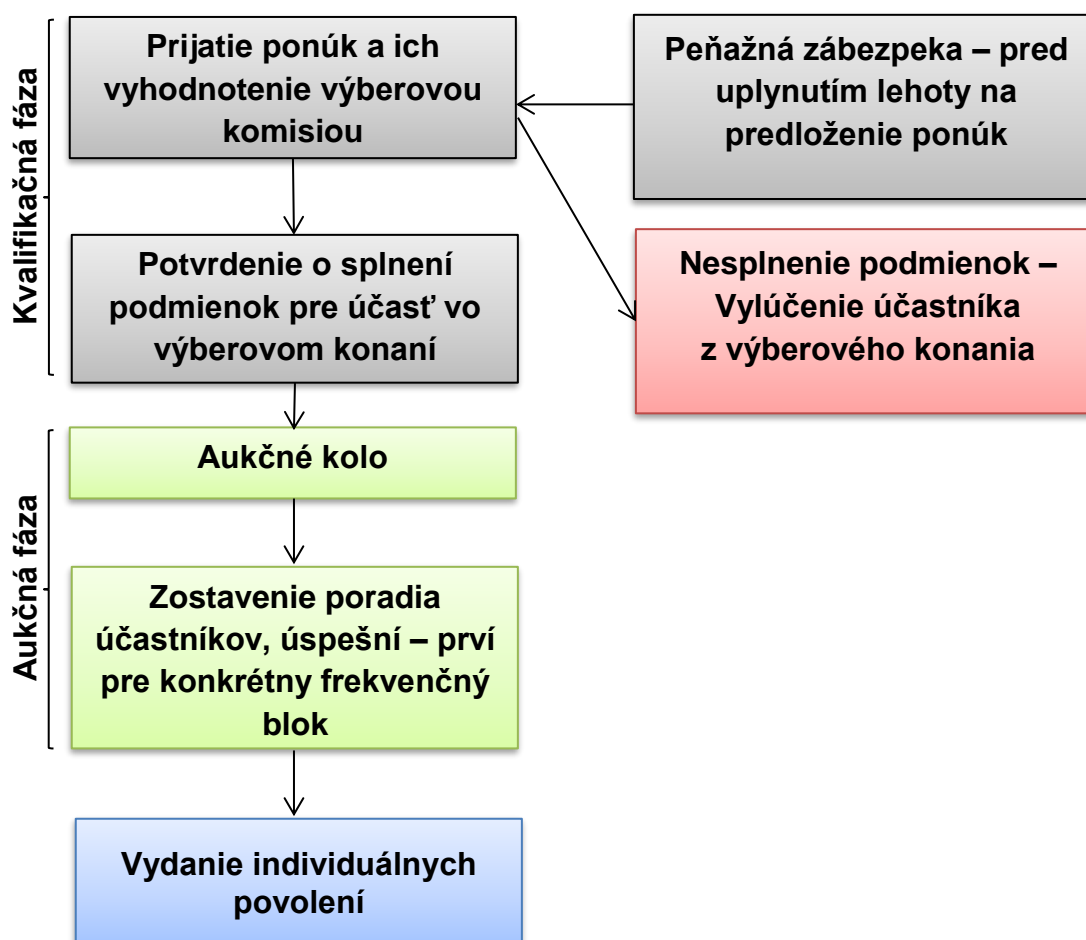 Kvalifikačná fáza
Prijatie ponúk a ich
vyhodnotenie výberovou
komisiou
Peňažná zábezpeka – pred
uplynutím lehoty na
predloženie ponúk
Potvrdenie o splnení
podmienok pre účasť vo
výberovom konaní
Nesplnenie podmienok –
Vylúčenie účastníka
z výberového konania
Aukčná fáza
Aukčné kolo
Zostavenie poradia
účastníkov, úspešní – prví
pre konkrétny frekvenčný
blok
Vydanie individuálnych
povolení